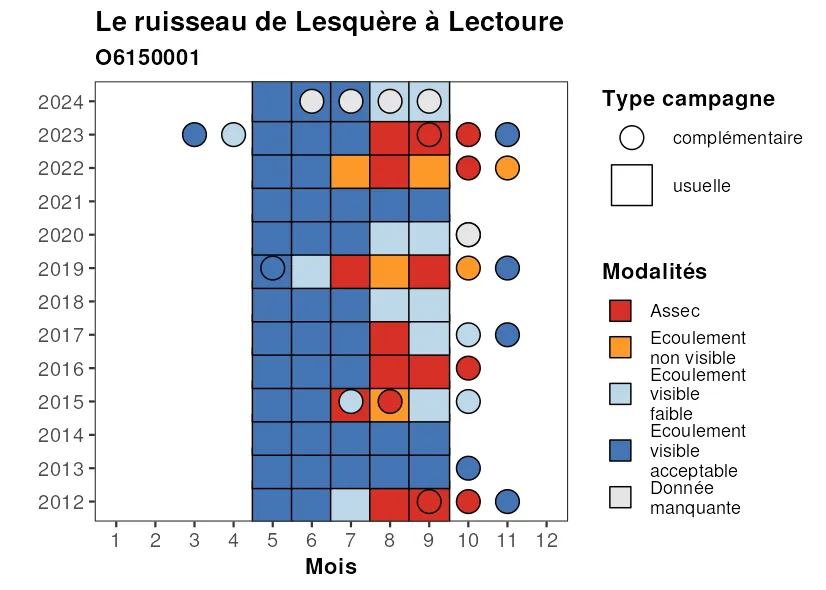 Le ruisseau de Lesquère à Lectoure
O6150001
2024
2023
2022
2021
2020
2019
2018
2017
2016
2015
2014
2013
2012
1 2 3 4 5 6 7 8 9 10 11 12
Mois
Type campagne
complémentaire
usuelle
Modalités
Assec
Ecoulement
non visible
Ecoulement
visible
faible
Ecoulement
visible
acceptable
Donnée
manquante